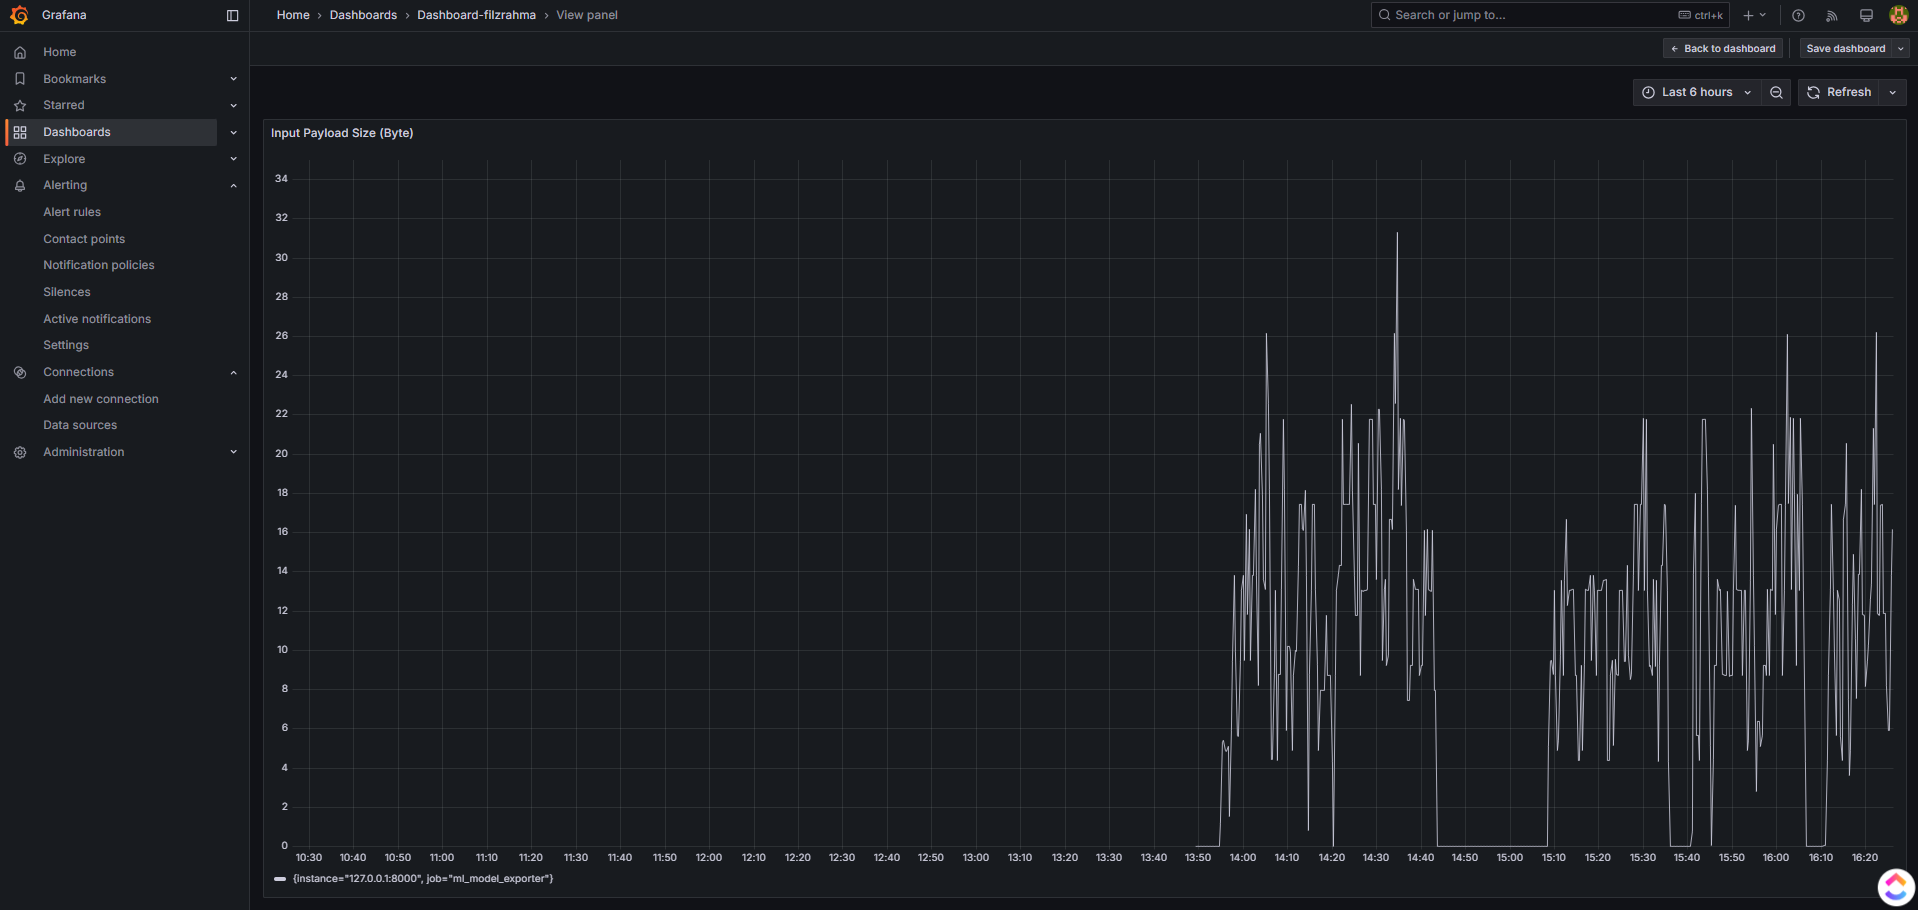 Grafana
Home › Dashboards › Dashboard-filzrahma › View panel
Search or jump to... ctrl+k
Back to dashboard
Save dashboard
Last 6 hours
Refresh
Home
Bookmarks
Starred
Dashboards
Explore
Alerting
Alert rules
Contact points
Notification policies
Silences
Active notifications
Settings
Connections
Add new connection
Data sources
Administration
Input Payload Size (Byte)
34
32
30
28
26
24
22
20
18
16
14
12
10
8
6
4
2
0
10:30 10:40 10:50 11:00 11:10 11:20 11:30 11:40 11:50 12:00 12:10 12:20 12:30 12:40 12:50 13:00 13:10 13:20 13:30 13:40 13:50 14:00 14:10 14:20 14:30 14:40 14:50 15:00 15:10 15:20 15:30 15:40 15:50 16:00 16:10 16:20
{instance="127.0.0.1:8000", job="ml_model_exporter"}